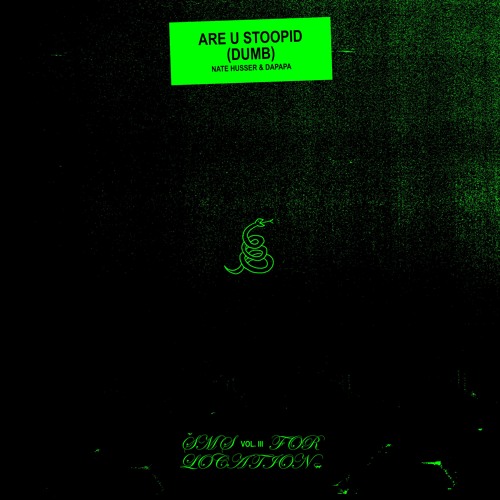 ARE U STOOPID
(DUMB)
NATE HUSSER & DAPAPA
SMS VOL. III FOR
LOCATION